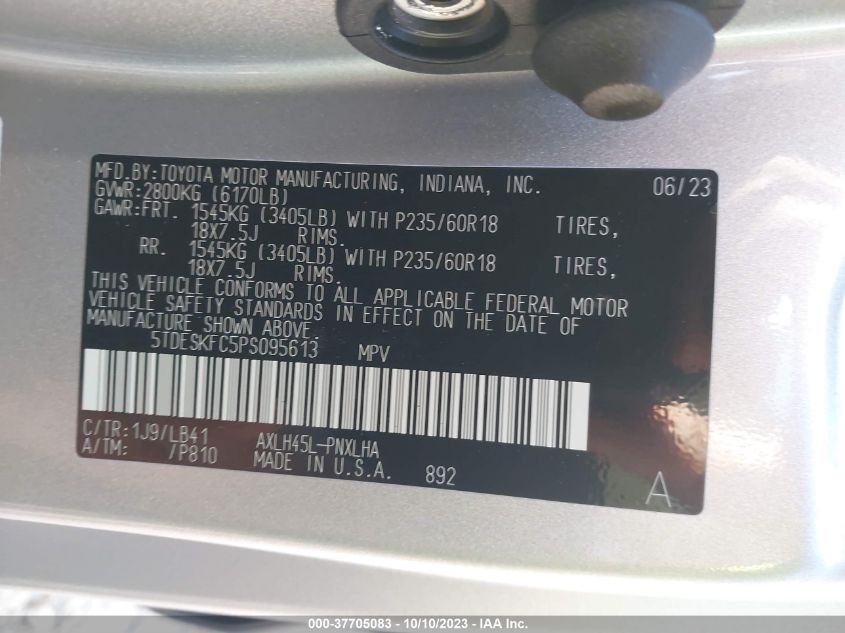 MFD.BY:TOYOTA MOTOR MANUFACTURING, INDIANA, INC. 06/23
GVWR:2800KG (6170LB)
GAWR:FRT. 1545KG (3405LB) WITH P235/60R18 TIRES,
18X7.5J RIMS.
RR. 1545KG (3405LB) WITH P235/60R18 TIRES,
18X7.5J RIMS.
THIS VEHICLE CONFORMS TO ALL APPLICABLE FEDERAL MOTOR
VEHICLE SAFETY STANDARDS IN EFFECT ON THE DATE OF
MANUFACTURE SHOWN ABOVE.
5TDESKFC5PS095613 MPV
C/TR:1J9/LB41 AXLH45L-PNXLHA
A/TM: /P810 MADE IN U.S.A. 892
A
000-37705083 - 10/10/2023 - IAA Inc.